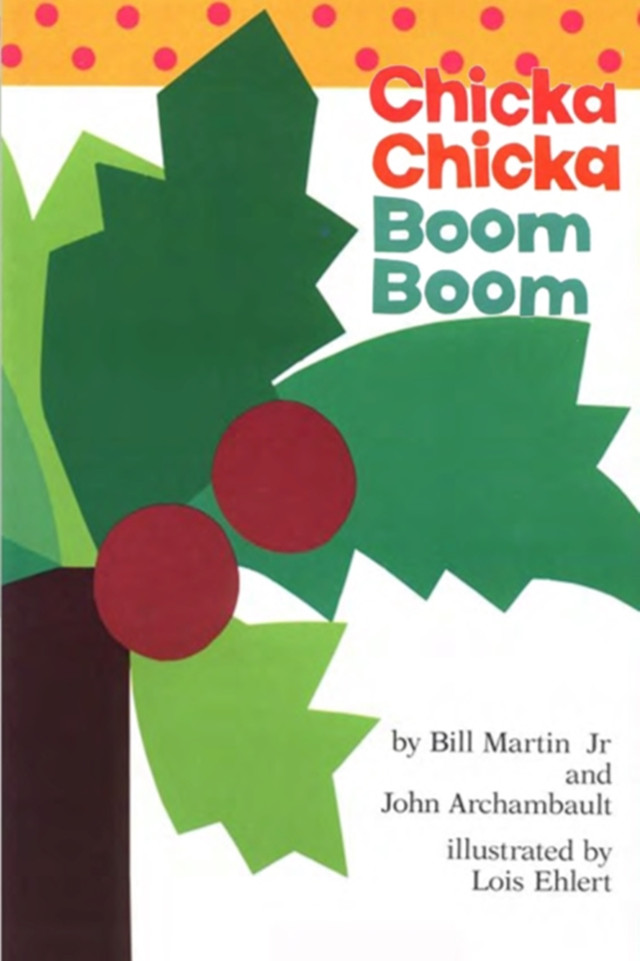 Chicka
Chicka
Boom
Boom
by Bill Martin Jr
and
John Archambault
illustrated by
Lois Ehlert